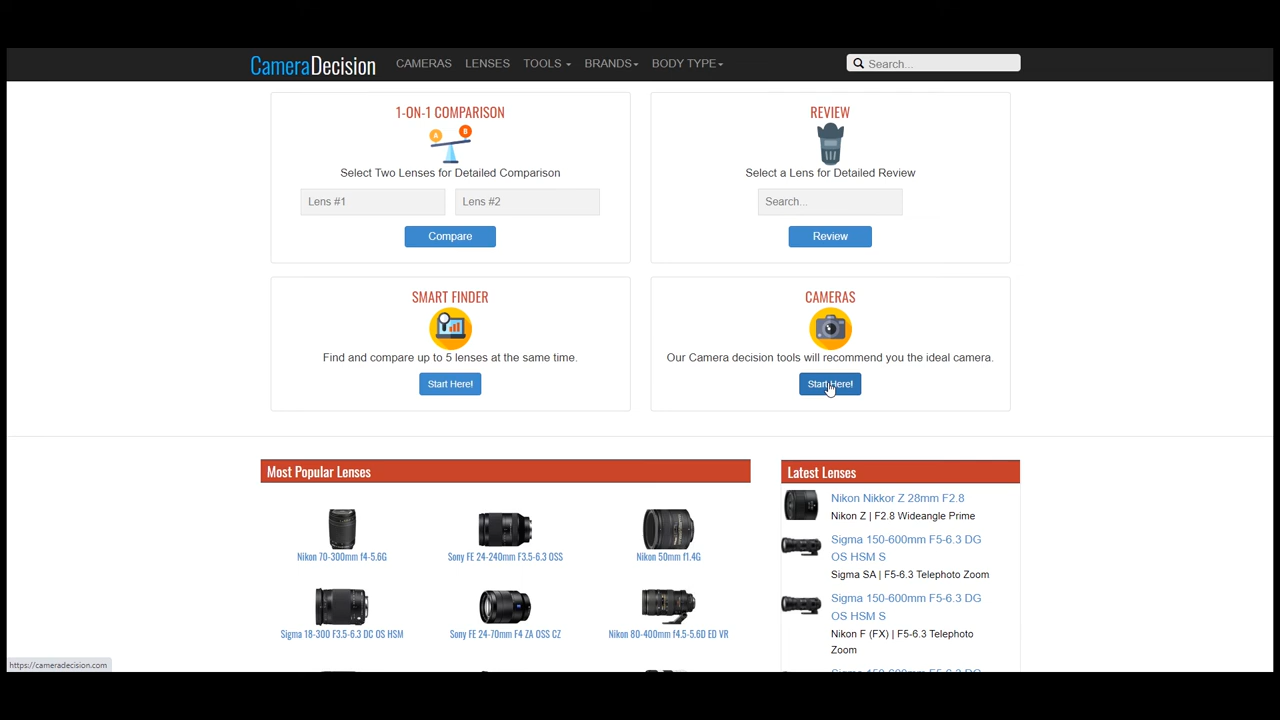 CameraDecision CAMERAS LENSES TOOLS BRANDS BODY TYPE Search...
1-ON-1 COMPARISON
A B
Select Two Lenses for Detailed Comparison
Lens #1 Lens #2
Compare
REVIEW
Select a Lens for Detailed Review
Search...
Review
SMART FINDER
Find and compare up to 5 lenses at the same time.
Start Here!
CAMERAS
Our Camera decision tools will recommend you the ideal camera.
Start Here!
Most Popular Lenses
Nikon 70-300mm f4-5.6G
Sony FE 24-240mm F3.5-6.3 OSS
Nikon 50mm f1.4G
Sigma 18-300 F3.5-6.3 DC OS HSM
Sony FE 24-70mm F4 ZA OSS CZ
Nikon 80-400mm f4.5-5.6D ED VR
Latest Lenses
Nikon Nikkor Z 28mm F2.8
Nikon Z | F2.8 Wideangle Prime
Sigma 150-600mm F5-6.3 DG
OS HSM S
Sigma SA | F5-6.3 Telephoto Zoom
Sigma 150-600mm F5-6.3 DG
OS HSM S
Nikon F (FX) | F5-6.3 Telephoto
Zoom
Sigma 150-600mm F5-6.3 DG
https://cameradecision.com